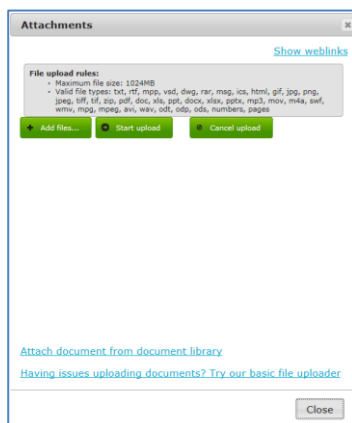 Attachments
Show weblinks
File upload rules:
- Maximum file size: 1024MB
- Valid file types: txt, rtf, mpp, vsd, dwg, rar, msg, ics, html, gif, jpg, png,
jpeg, tiff, tif, zip, pdf, doc, xls, ppt, docx, xlsx, pptx, mp3, mov, m4a, swf,
wmv, mpg, mpeg, avi, wav, odt, odp, ods, numbers, pages
Add files... Start upload Cancel upload
Attach document from document library
Having issues uploading documents? Try our basic file uploader
Close